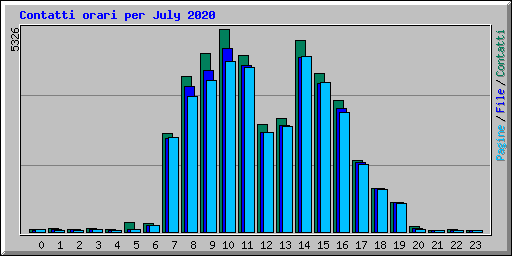 Contatti orari per July 2020
5326
Pagine / File / Contatti
0 1 2 3 4 5 6 7 8 9 10 11 12 13 14 15 16 17 18 19 20 21 22 23